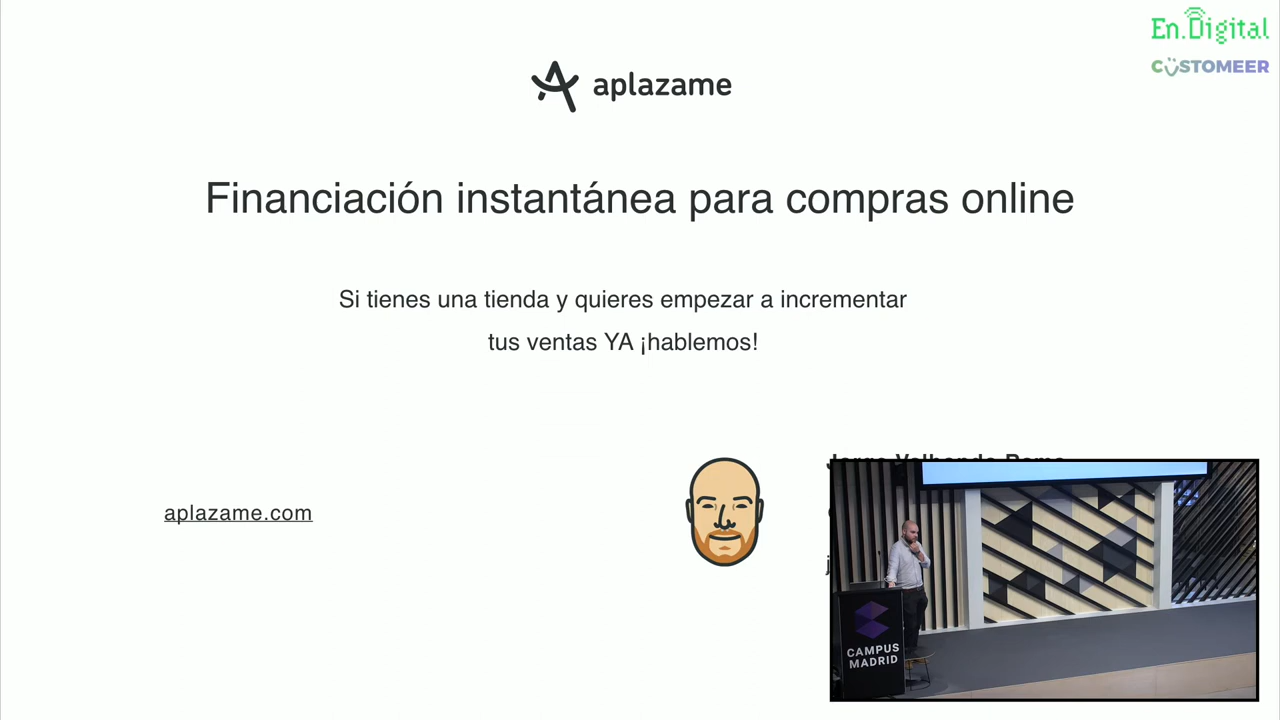 En.Digital
CUSTOMEER
aplazame
Financiación instantánea para compras online
Si tienes una tienda y quieres empezar a incrementar
tus ventas YA ¡hablemos!
aplazame.com
CAMPUS
MADRID